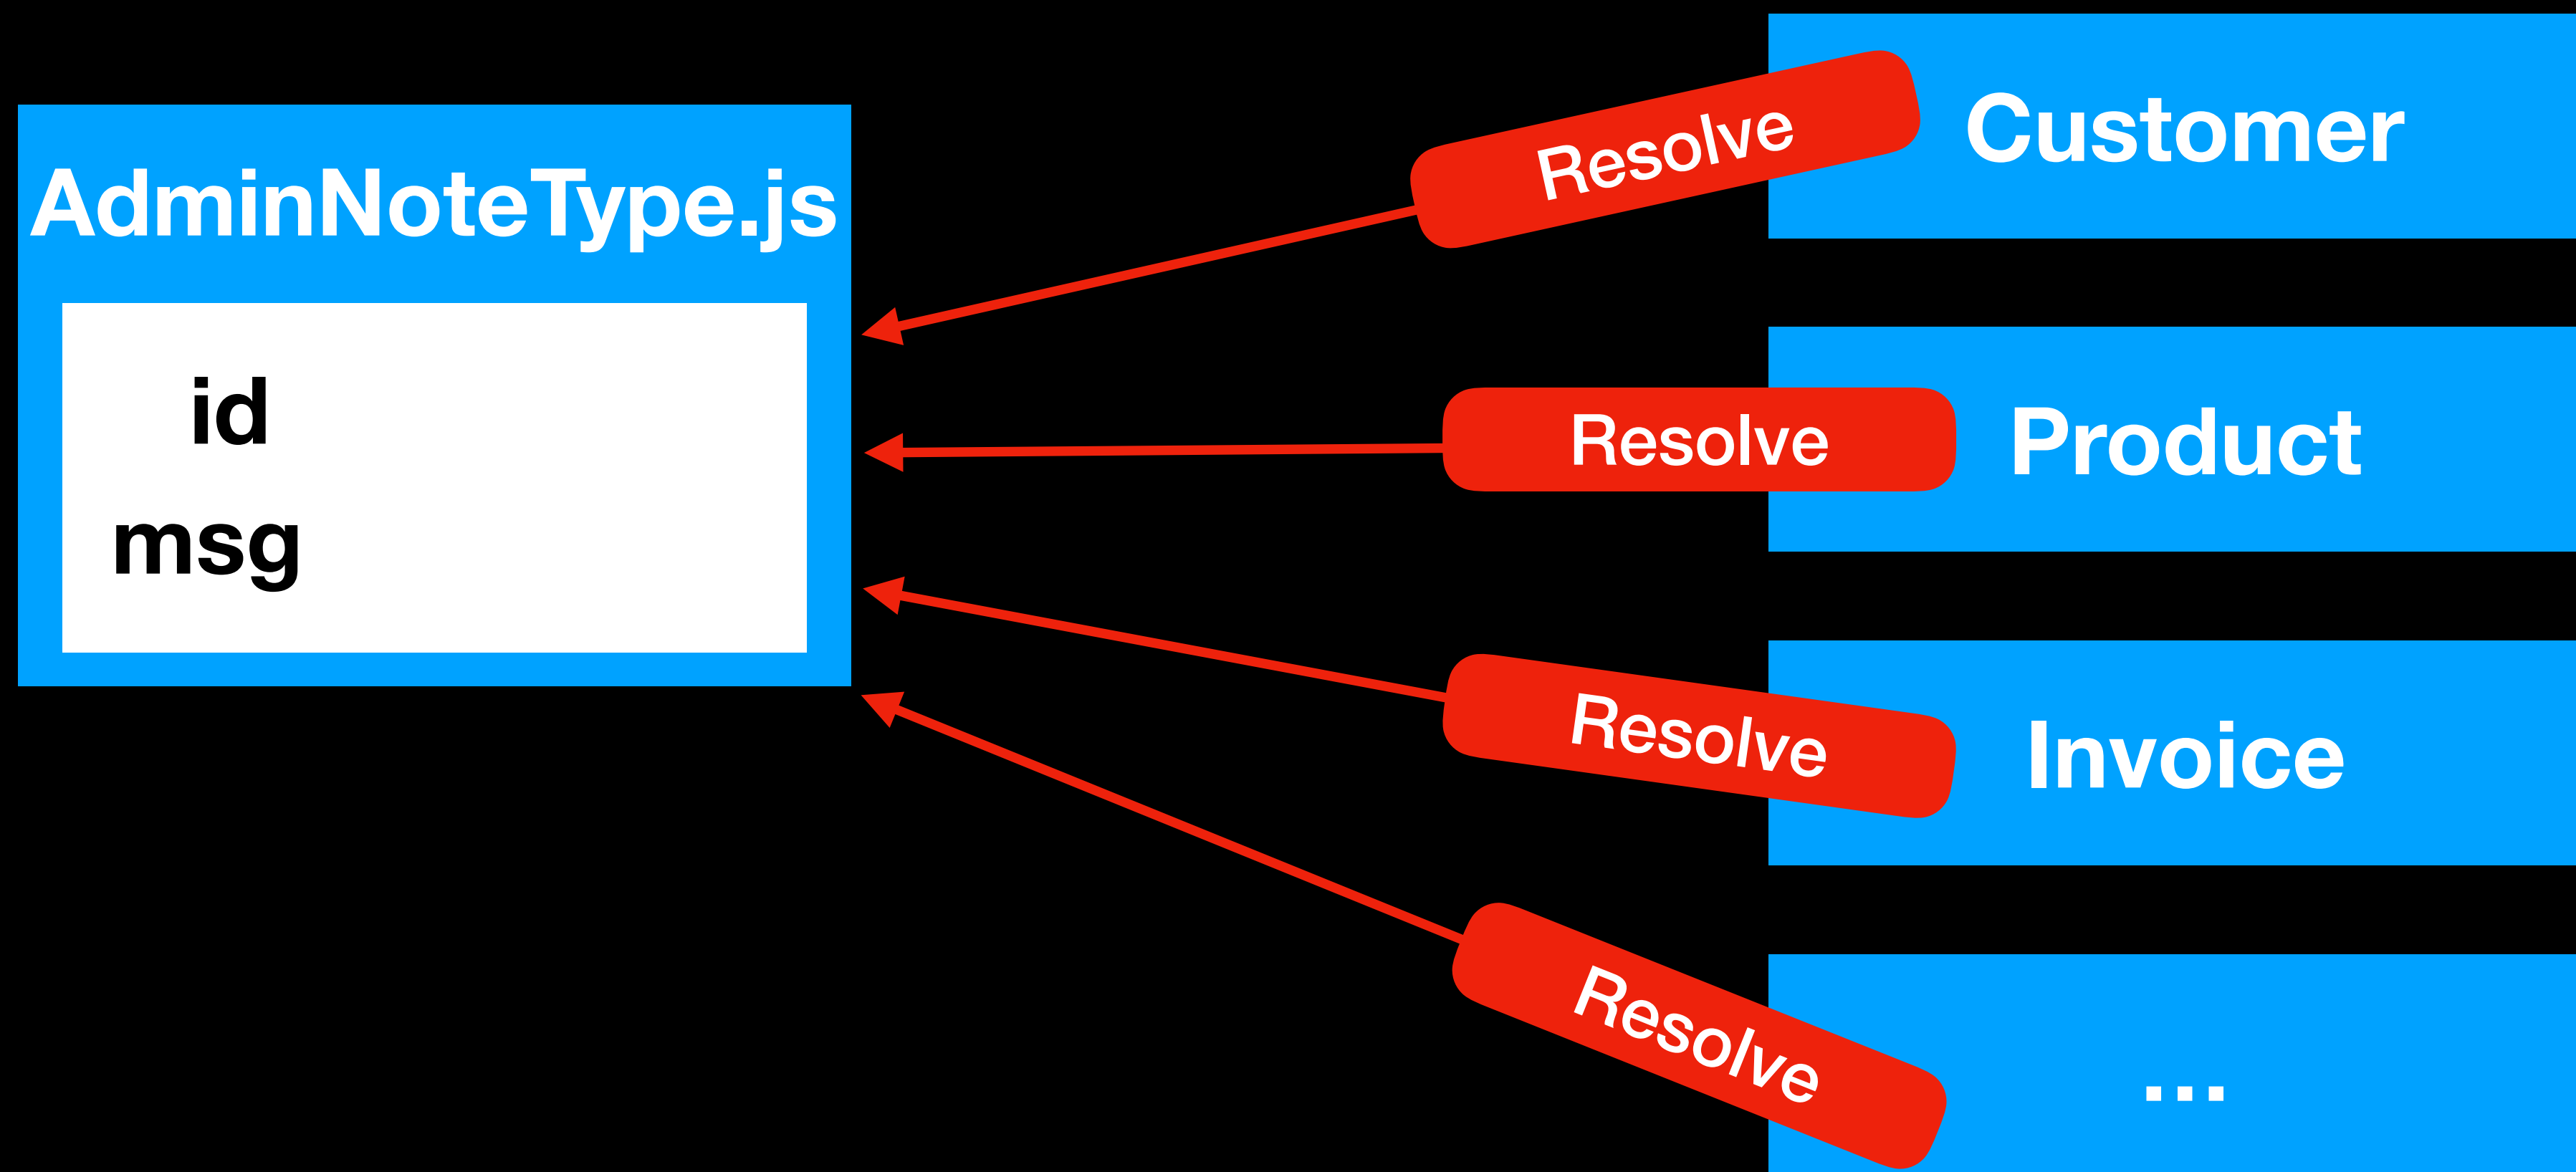 AdminNoteType.js
id
msg
Resolve
Customer
Resolve
Product
Resolve
Invoice
Resolve
...